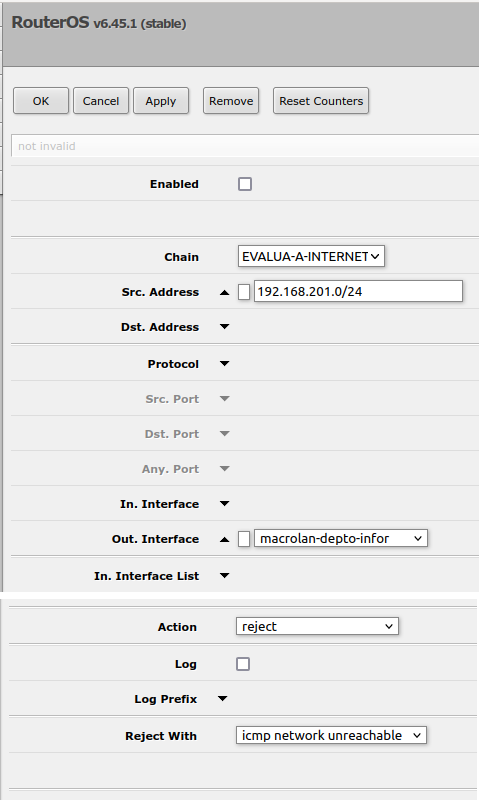 RouterOS v6.45.1 (stable)
OK Cancel Apply Remove Reset Counters
not invalid
Enabled
Chain EVALUA-A-INTERNET
Src. Address 192.168.201.0/24
Dst. Address
Protocol
Src. Port
Dst. Port
Any. Port
In. Interface
Out. Interface macrolan-depto-infor
In. Interface List
Action reject
Log
Log Prefix
Reject With icmp network unreachable